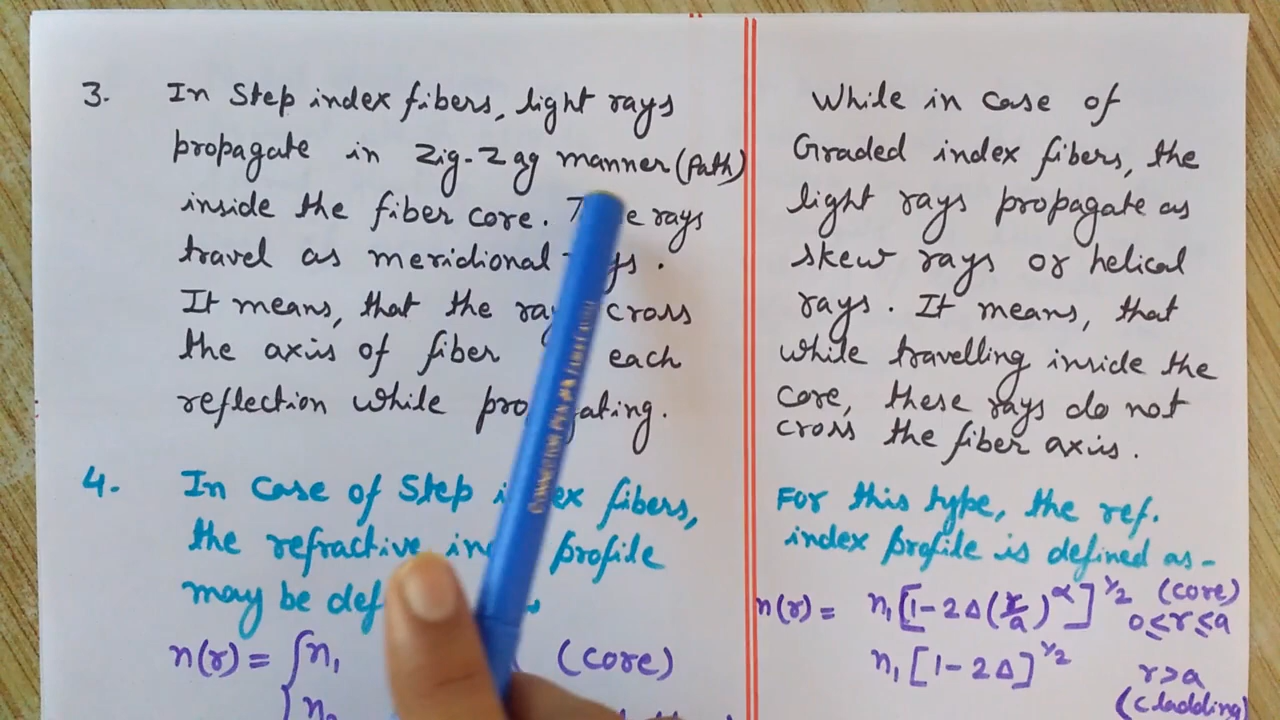 3. In Step index fibers, light rays
propagate in Zig-Zag manner (Path)
inside the fiber core. rays
travel as meridional
It means, that the cross
the axis of fiber each
reflection while
While in case of
Graded index fibers, the
light rays propagate as
skew rays or helical
rays. It means, that
while travelling inside the
core, these rays do not
cross the fiber axis.
4. In case of Step fibers,
the refractive profile
may be
n(r) = { n₁ (core)
n₂
For this type, the ref.
index profile is defined as-
n(r) = n₁[1-2Δ(r/a)^α]^1/2 (core)
0≤r≤a
n₁[1-2Δ]^1/2 r>a
(cladding)